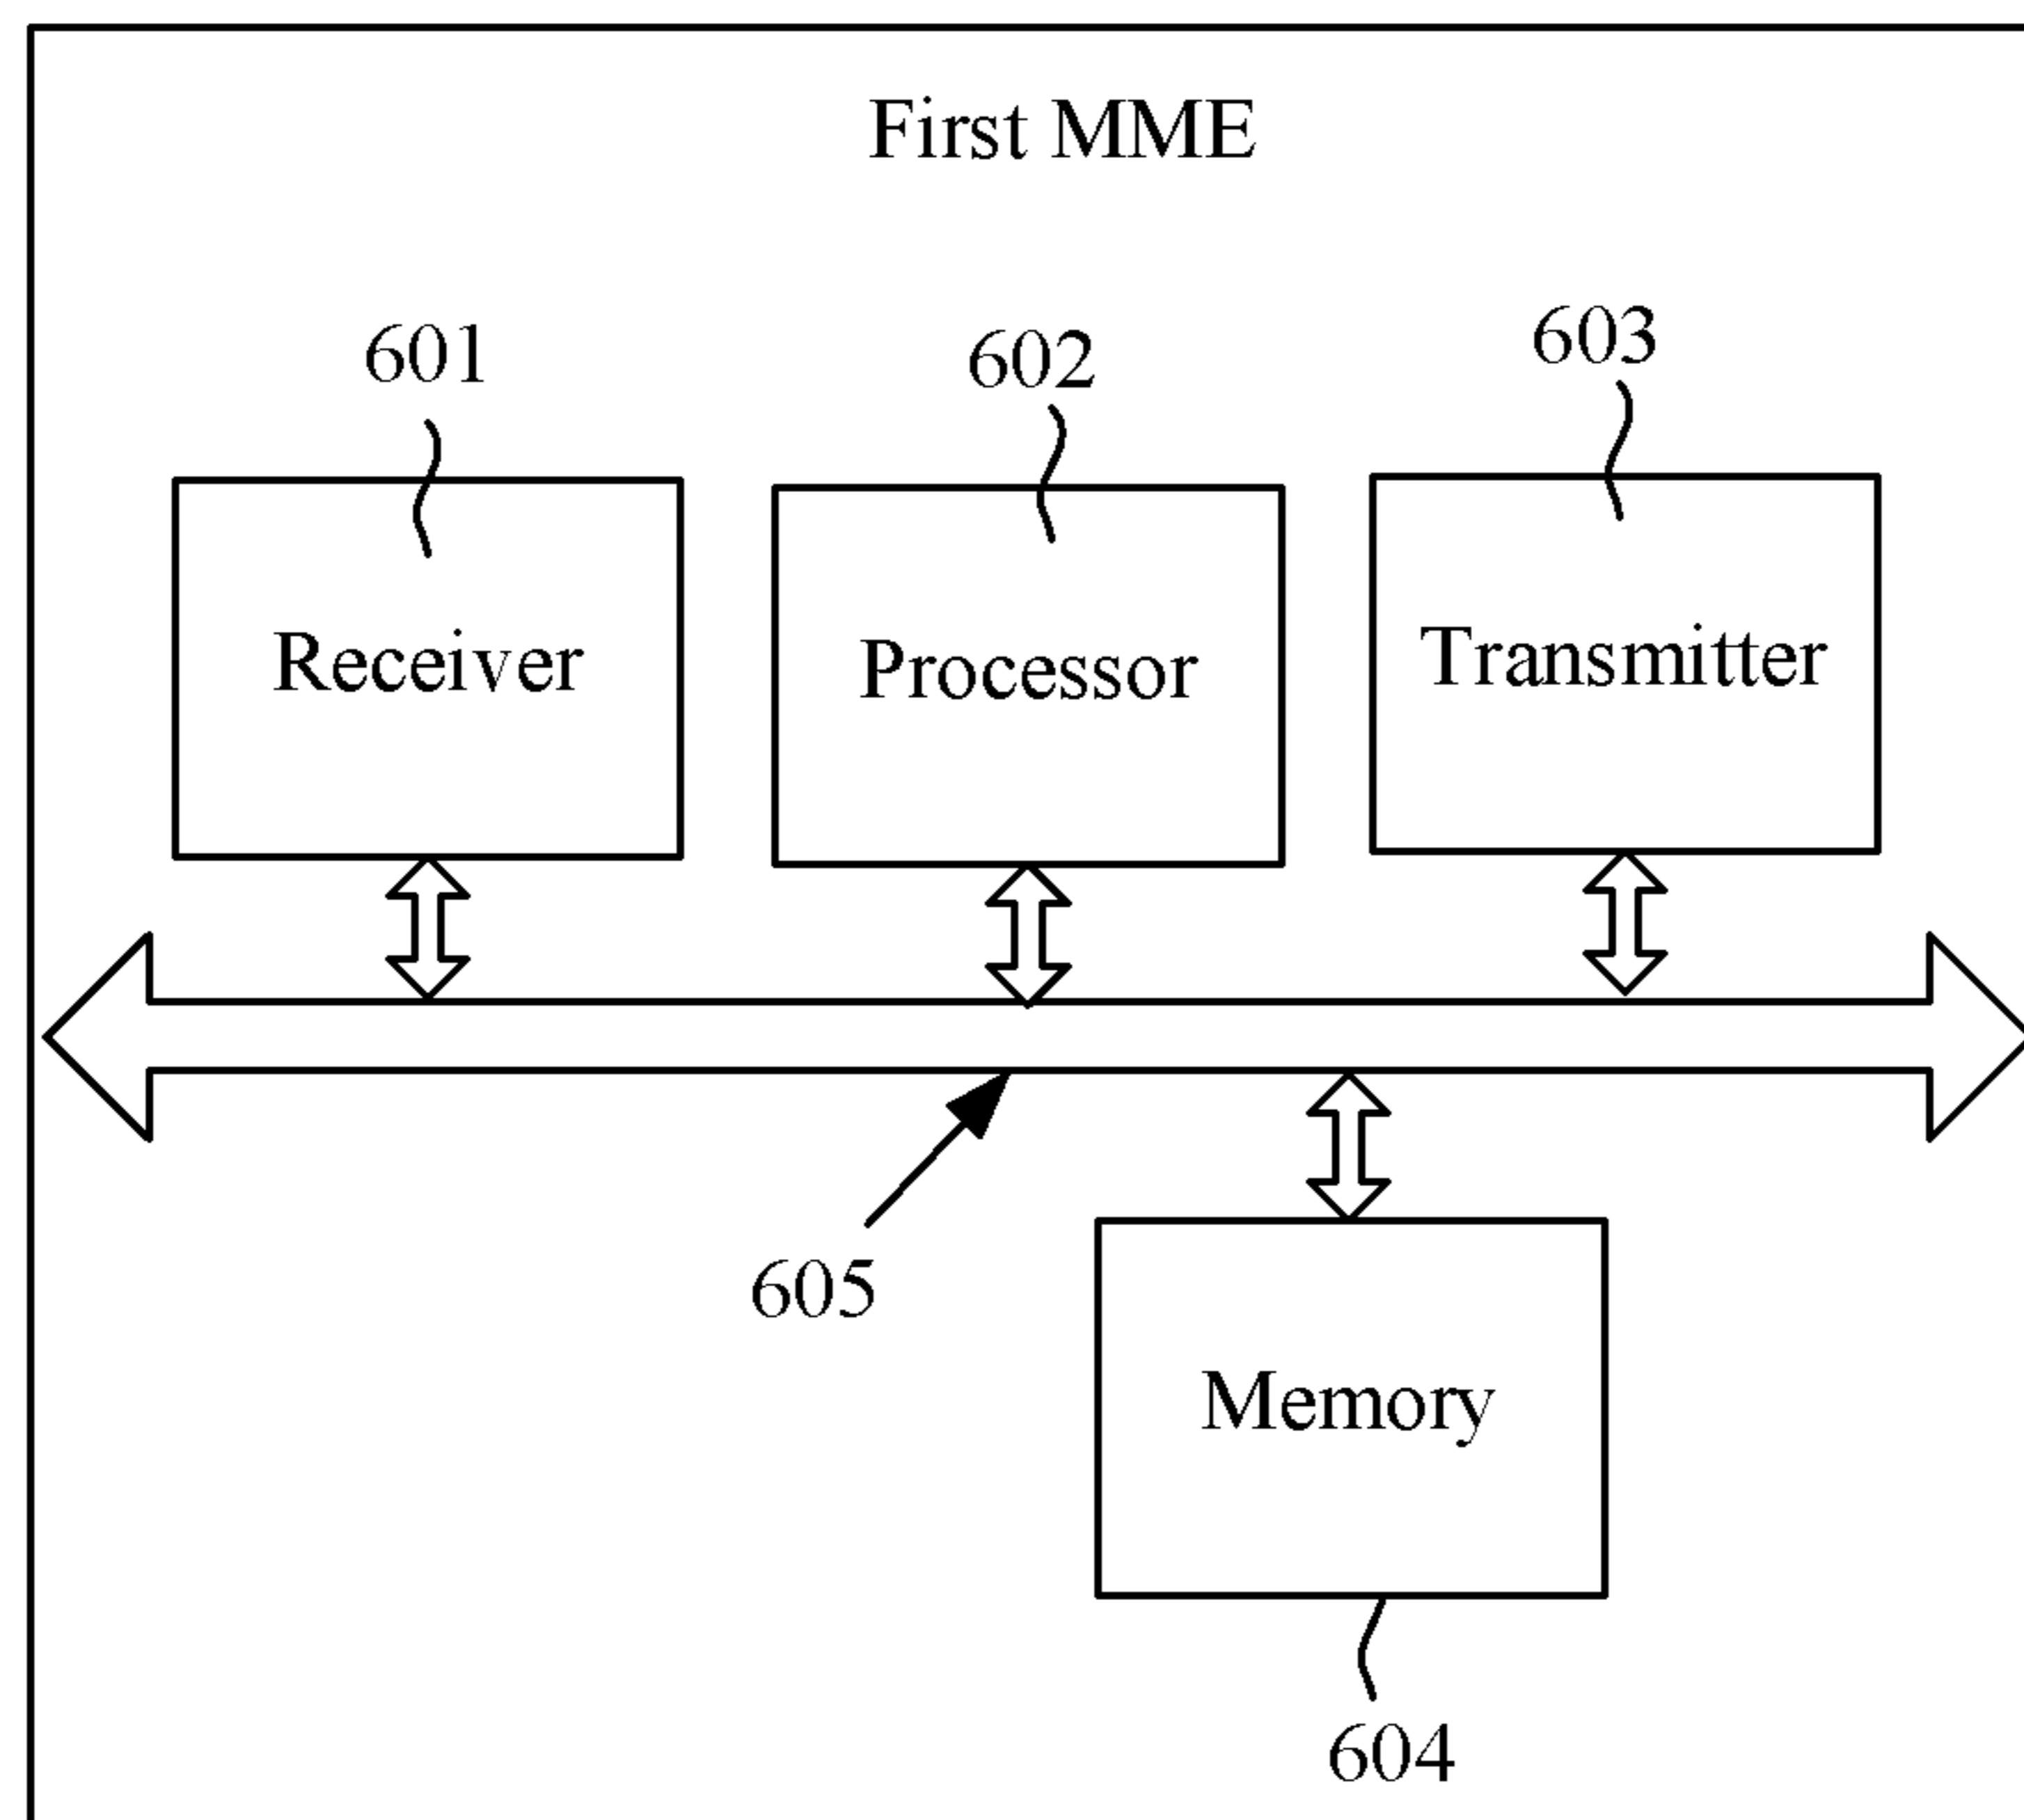 First MME
601
602
603
Receiver
Processor
Transmitter
605
Memory
604